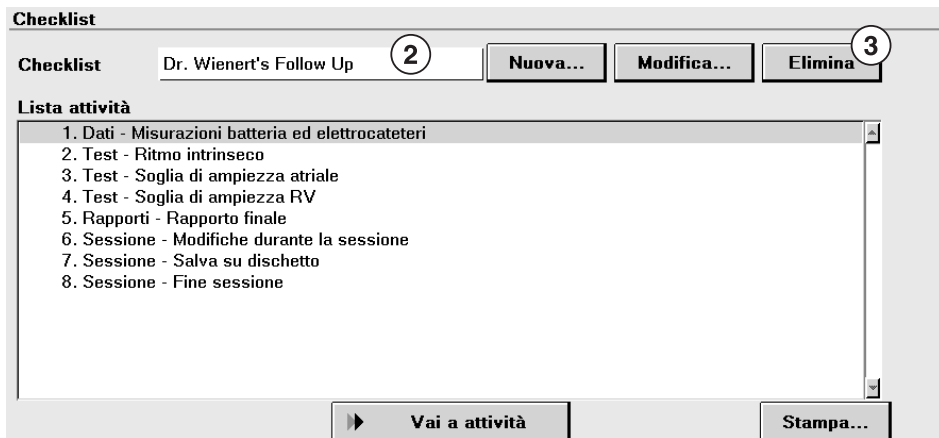 Checklist
Checklist Dr. Wienert's Follow Up 2 Nuova... Modifica... Elimina 3
Lista attività
1. Dati - Misurazioni batteria ed elettrocateteri
2. Test - Ritmo intrinseco
3. Test - Soglia di ampiezza atriale
4. Test - Soglia di ampiezza RV
5. Rapporti - Rapporto finale
6. Sessione - Modifiche durante la sessione
7. Sessione - Salva su dischetto
8. Sessione - Fine sessione
Vai a attività Stampa...